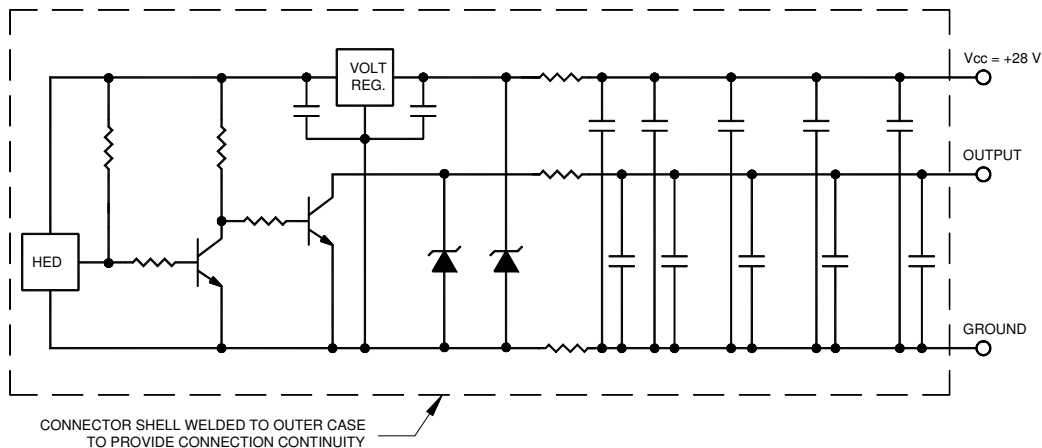 Vcc = +28 V
VOLT
REG.
OUTPUT
HED
GROUND
CONNECTOR SHELL WELDED TO OUTER CASE
TO PROVIDE CONNECTION CONTINUITY